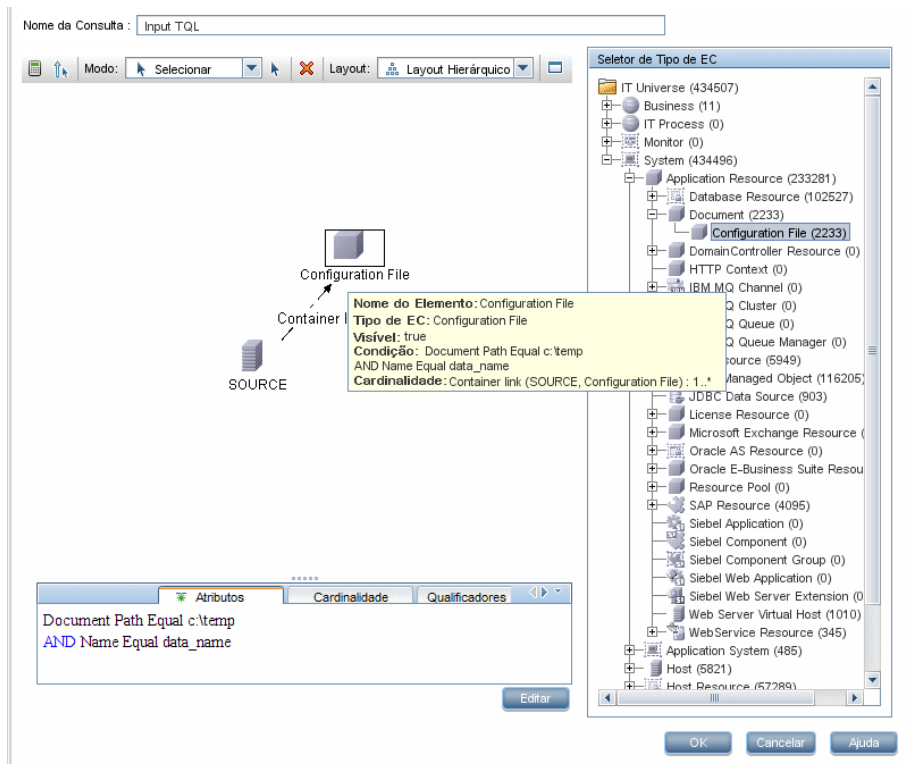 Nome da Consulta : Input TQL
Modo: Selecionar Layout: Layout Hierárquico
Configuration File
Container l
SOURCE
Nome do Elemento: Configuration File
Tipo de EC: Configuration File
Visível: true
Condição: Document Path Equal c:\temp
AND Name Equal data_name
Cardinalidade: Container link (SOURCE, Configuration File) : 1..*
Atributos Cardinalidade Qualificadores
Document Path Equal c:\temp
AND Name Equal data_name
Editar
Seletor de Tipo de EC
IT Universe (434507)
Business (11)
IT Process (0)
Monitor (0)
System (434496)
Application Resource (233281)
Database Resource (102527)
Document (2233)
Configuration File (2233)
DomainController Resource (0)
HTTP Context (0)
IBM MQ Channel (0)
Q Cluster (0)
Q Queue (0)
Q Queue Manager (0)
source (5949)
Managed Object (116205)
JDBC Data Source (903)
License Resource (0)
Microsoft Exchange Resource (
Oracle AS Resource (0)
Oracle E-Business Suite Resou
Resource Pool (0)
SAP Resource (4095)
Siebel Application (0)
Siebel Component (0)
Siebel Component Group (0)
Siebel Web Application (0)
Siebel Web Server Extension (0
Web Server Virtual Host (1010)
WebService Resource (345)
Application System (485)
Host (5821)
Host Resource (57289)
OK Cancelar Ajuda